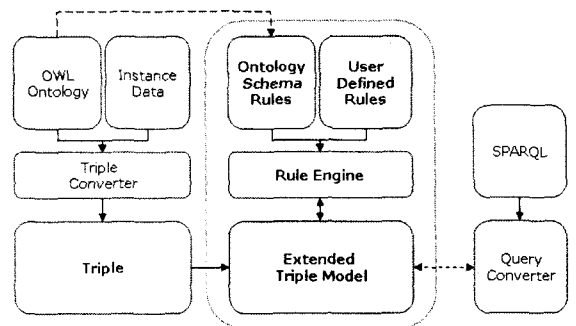 OWL
Ontology
Instance
Data
Ontology
Schema
Rules
User
Defined
Rules
SPARQL
Triple
Converter
Rule Engine
Triple
Extended
Triple Model
Query
Converter